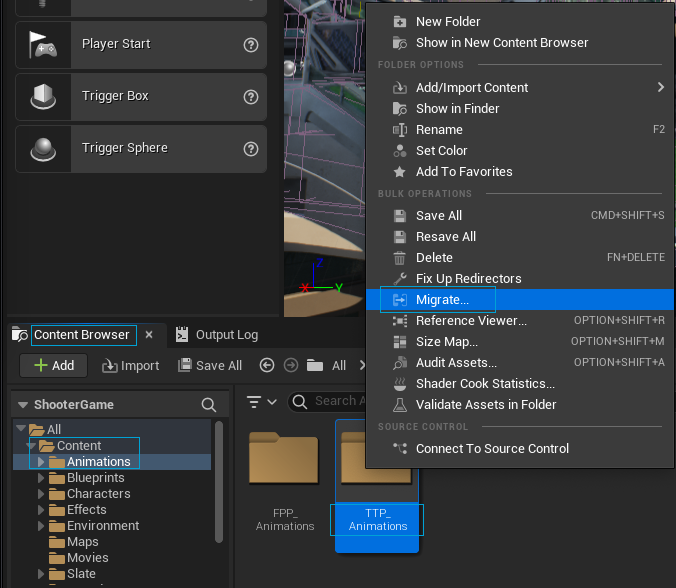 Player Start
Trigger Box
Trigger Sphere
New Folder
Show in New Content Browser
FOLDER OPTIONS
Add/Import Content
Show in Finder
Rename F2
Set Color
Add To Favorites
BULK OPERATIONS
Save All CMD+SHIFT+S
Resave All
Delete FN+DELETE
Fix Up Redirectors
Migrate...
Reference Viewer... OPTION+SHIFT+R
Size Map... OPTION+SHIFT+M
Audit Assets... OPTION+SHIFT+A
Shader Cook Statistics...
Validate Assets in Folder
SOURCE CONTROL
Connect To Source Control
Z
X Y
Content Browser Output Log
Add Import Save All All
ShooterGame
All
Content
Animations
Blueprints
Characters
Effects
Environment
Maps
Movies
Slate
Search A
FPP_
Animations
TTP_
Animations